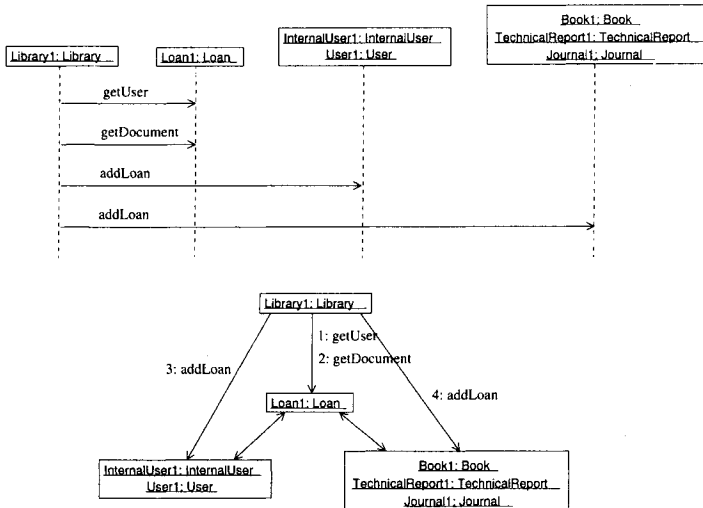 Library1: Library
Loan1: Loan
InternalUser1: InternalUser
User1: User
Book1: Book
TechnicalReport1: TechnicalReport
Journal1: Journal
getUser
getDocument
addLoan
addLoan
Library1: Library
1: getUser
2: getDocument
3: addLoan
4: addLoan
Loan1: Loan
InternalUser1: InternalUser
User1: User
Book1: Book
TechnicalReport1: TechnicalReport
Journal1: Journal